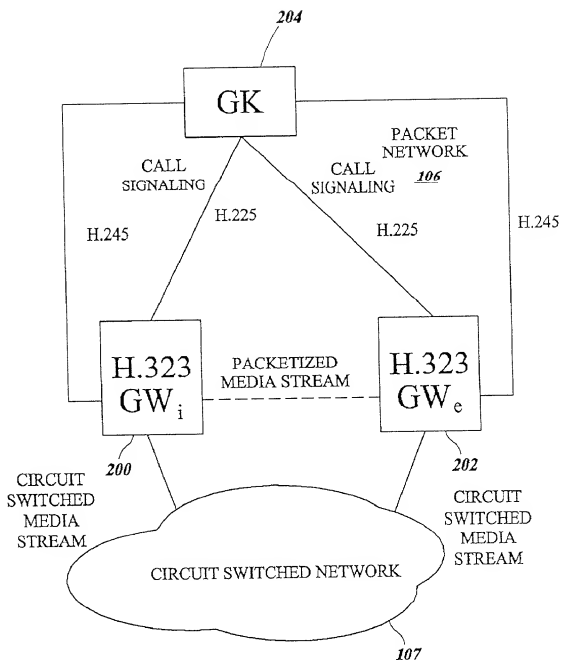 204
GK
PACKET
NETWORK
106
CALL
SIGNALING
CALL
SIGNALING
H.225
H.225
H.245
H.245
H.323
GWi
PACKETIZED
MEDIA STREAM
H.323
GWe
200
202
CIRCUIT
SWITCHED
MEDIA
STREAM
CIRCUIT
SWITCHED
MEDIA
STREAM
CIRCUIT SWITCHED NETWORK
107